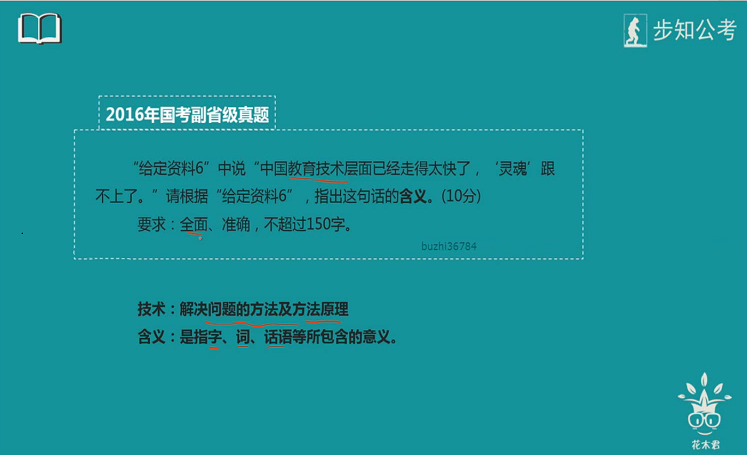 步知公考
2016年国考副省级真题
“给定资料6”中说“中国教育技术层面已经走得太快了，‘灵魂’跟
不上了。”请根据“给定资料6”，指出这句话的含义。(10分)
要求：全面、准确，不超过150字。
buzhi36784
技术：解决问题的方法及方法原理
含义：是指字、词、话语等所包含的意义。
花木君